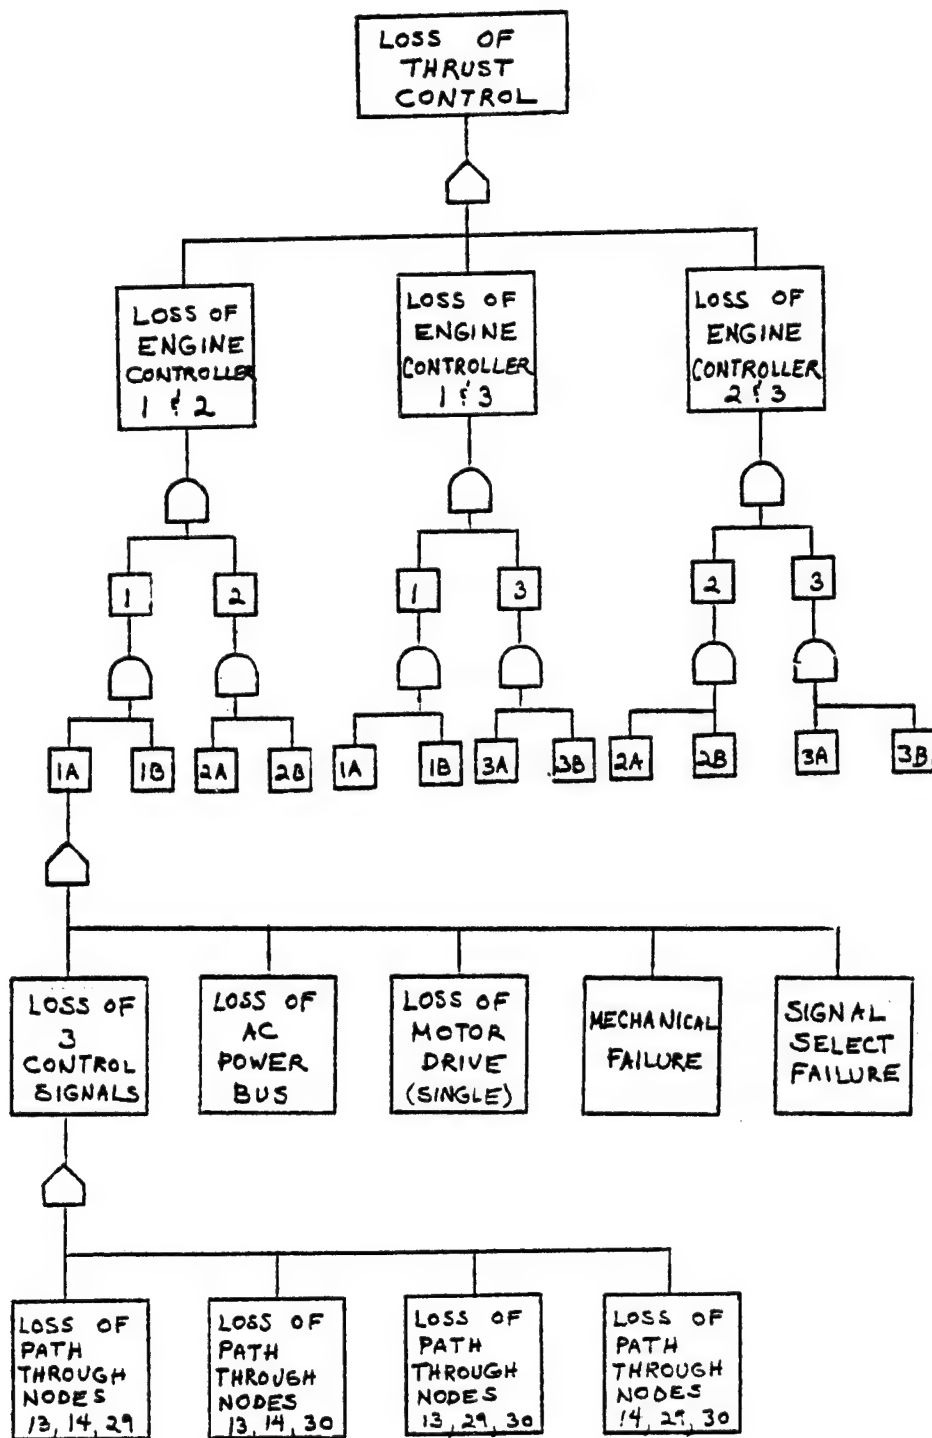 LOSS OF
THRUST
CONTROL
LOSS OF
ENGINE
CONTROLLER
1 & 2
LOSS OF
ENGINE
CONTROLLER
1 & 3
LOSS OF
ENGINE
CONTROLLER
2 & 3
1
2
1
3
2
3
1A
1B
2A
2B
1A
1B
3A
3B
2A
2B
3A
3B
LOSS OF
3
CONTROL
SIGNALS
LOSS OF
AC
POWER
BUS
LOSS OF
MOTOR
DRIVE
(SINGLE)
MECHANICAL
FAILURE
SIGNAL
SELECT
FAILURE
LOSS OF
PATH
THROUGH
NODES
13, 14, 29
LOSS OF
PATH
THROUGH
NODES
13, 14, 30
LOSS OF
PATH
THROUGH
NODES
13, 29, 30
LOSS OF
PATH
THROUGH
NODES
14, 29, 30